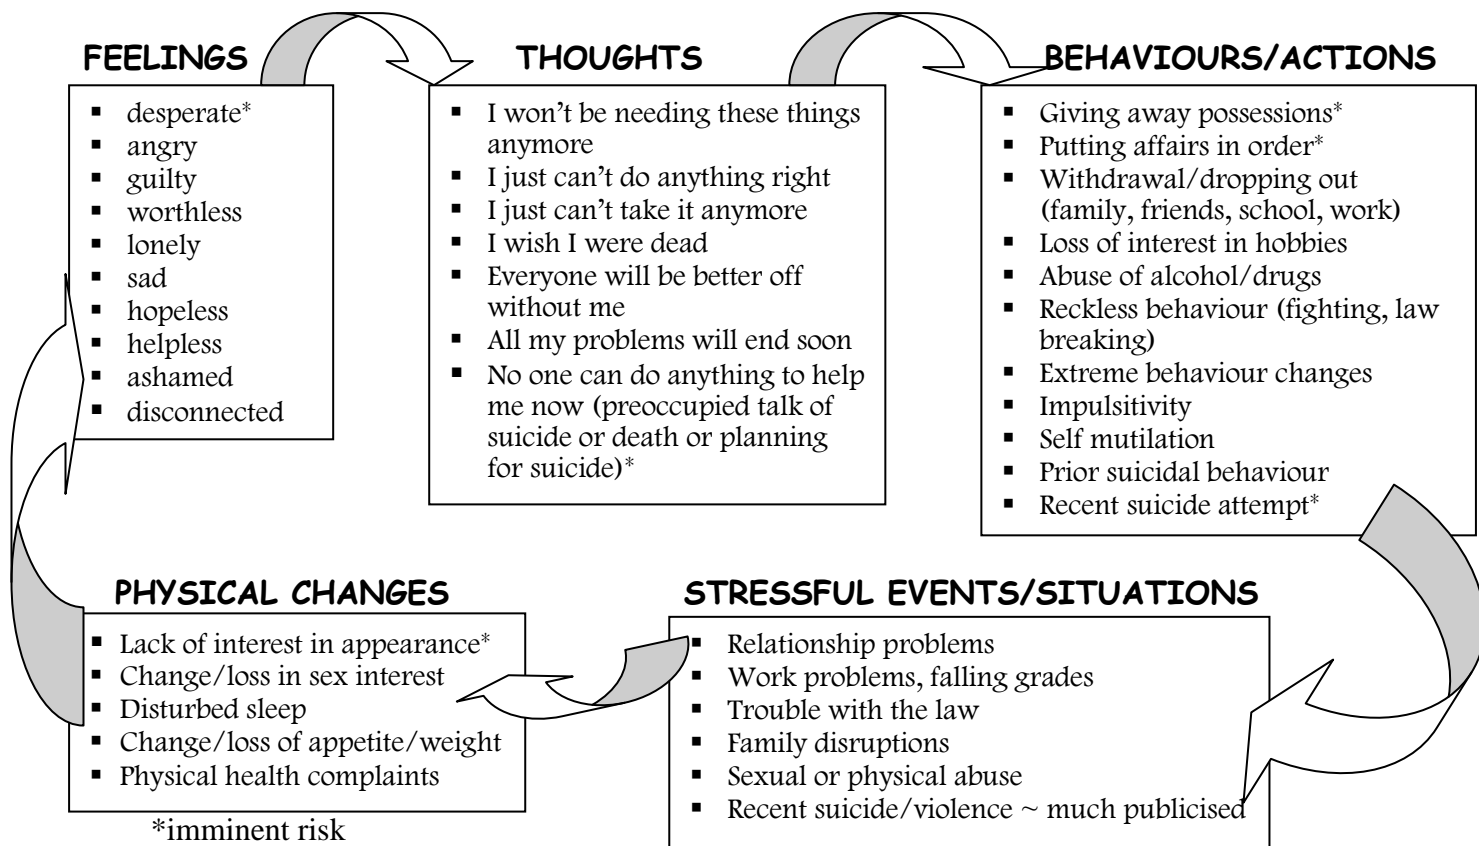 FEELINGS
▪ desperate*
▪ angry
▪ guilty
▪ worthless
▪ lonely
▪ sad
▪ hopeless
▪ helpless
▪ ashamed
▪ disconnected
THOUGHTS
▪ I won’t be needing these things
anymore
▪ I just can’t do anything right
▪ I just can’t take it anymore
▪ I wish I were dead
▪ Everyone will be better off
without me
▪ All my problems will end soon
▪ No one can do anything to help
me now (preoccupied talk of
suicide or death or planning
for suicide)*
BEHAVIOURS/ACTIONS
▪ Giving away possessions*
▪ Putting affairs in order*
▪ Withdrawal/dropping out
(family, friends, school, work)
▪ Loss of interest in hobbies
▪ Abuse of alcohol/drugs
▪ Reckless behaviour (fighting, law
breaking)
▪ Extreme behaviour changes
▪ Impulsitivity
▪ Self mutilation
▪ Prior suicidal behaviour
▪ Recent suicide attempt*
PHYSICAL CHANGES
▪ Lack of interest in appearance*
▪ Change/loss in sex interest
▪ Disturbed sleep
▪ Change/loss of appetite/weight
▪ Physical health complaints
*imminent risk
STRESSFUL EVENTS/SITUATIONS
▪ Relationship problems
▪ Work problems, falling grades
▪ Trouble with the law
▪ Family disruptions
▪ Sexual or physical abuse
▪ Recent suicide/violence ~ much publicised